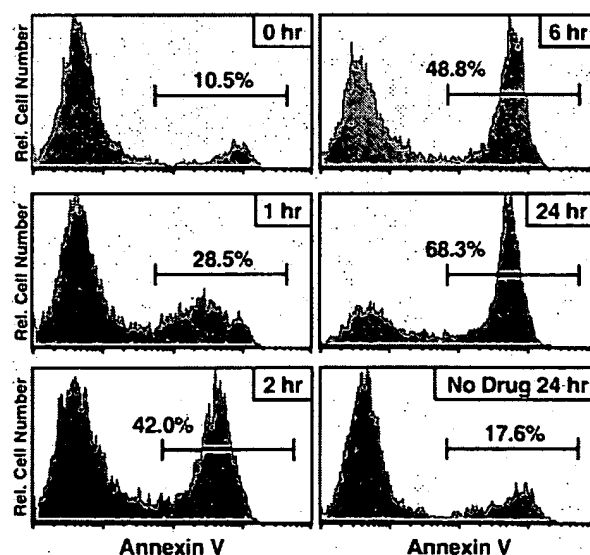 Rel. Cell Number
0 hr
10.5%
6 hr
48.8%
Rel. Cell Number
1 hr
28.5%
24 hr
68.3%
Rel. Cell Number
2 hr
42.0%
No Drug 24 hr
17.6%
Annexin V
Annexin V